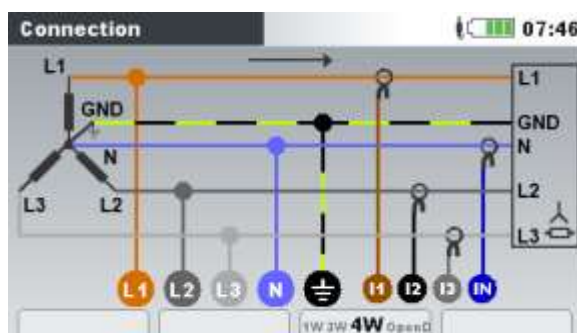 Connection 07:46
L1 L1
GND GND
N N
L3 L2 L2
L3
L1 L2 L3 N I1 I2 I3 IN
1W 3W 4W OpenD